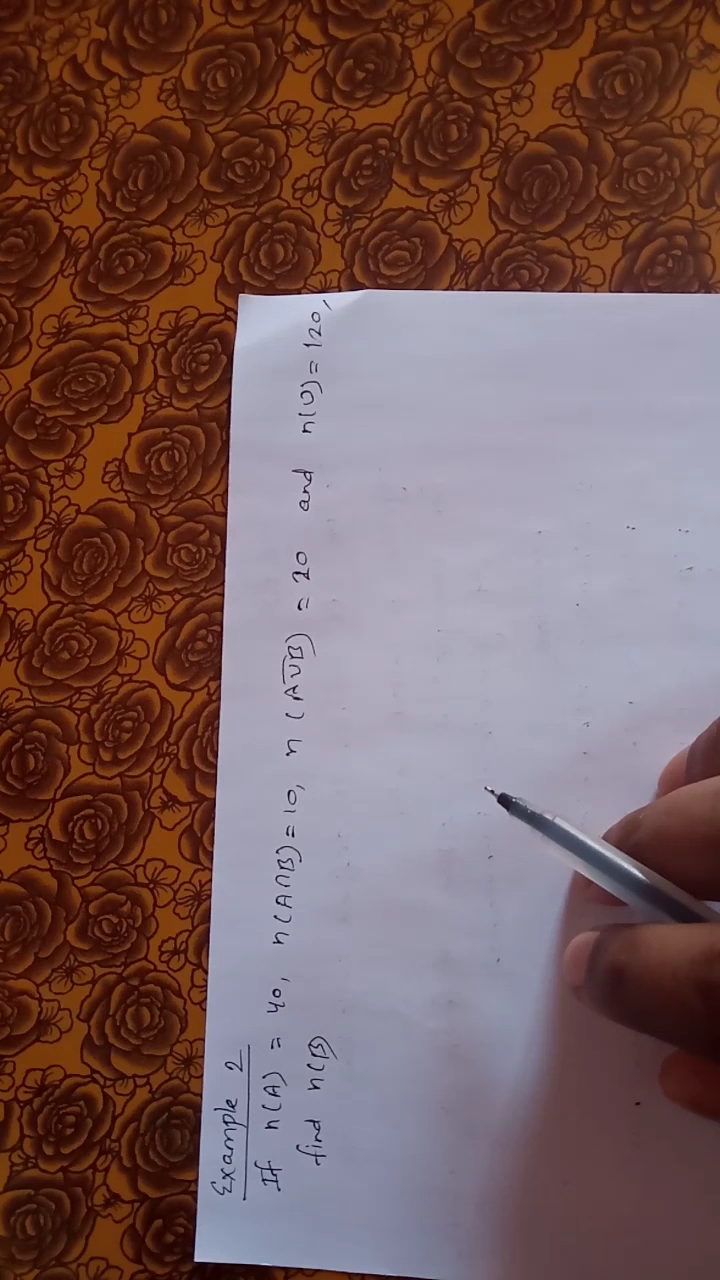 Example 2
If n(A) = 40, n(A∩B) = 10, n(A̅∪̅B̅) = 20 and n(U) = 120,
find n(B)